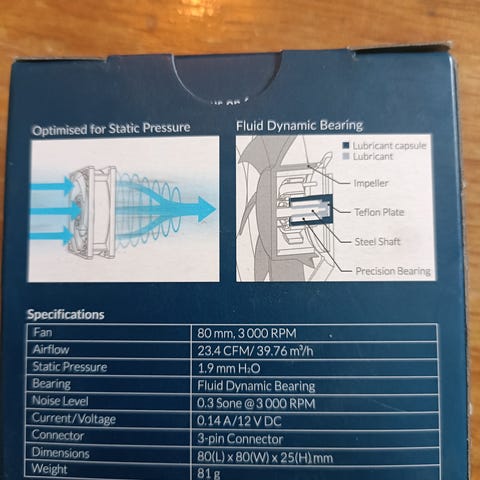 Optimised for Static Pressure
Fluid Dynamic Bearing
Lubricant capsule
Lubricant
Impeller
Teflon Plate
Steel Shaft
Precision Bearing
Specifications
Fan 80 mm, 3 000 RPM
Airflow 23.4 CFM/ 39.76 m³/h
Static Pressure 1.9 mm H₂O
Bearing Fluid Dynamic Bearing
Noise Level 0.3 Sone @ 3 000 RPM
Current/Voltage 0.14 A/12 V DC
Connector 3-pin Connector
Dimensions 80(L) x 80(W) x 25(H) mm
Weight 81 g